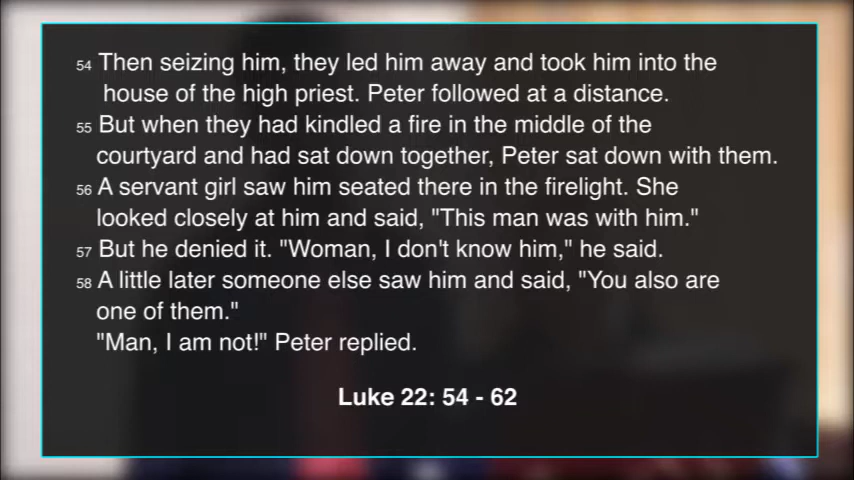 54 Then seizing him, they led him away and took him into the
house of the high priest. Peter followed at a distance.
55 But when they had kindled a fire in the middle of the
courtyard and had sat down together, Peter sat down with them.
56 A servant girl saw him seated there in the firelight. She
looked closely at him and said, "This man was with him."
57 But he denied it. "Woman, I don't know him," he said.
58 A little later someone else saw him and said, "You also are
one of them."
"Man, I am not!" Peter replied.
Luke 22: 54 - 62